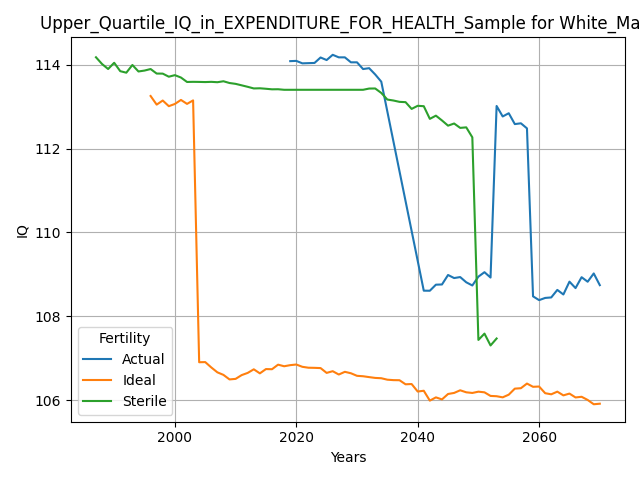 Upper_Quartile_IQ_in_EXPENDITURE_FOR_HEALTH_Sample for White_Ma
114
112
110
108
106
IQ
Fertility
Actual
Ideal
Sterile
2000
2020
2040
2060
Years